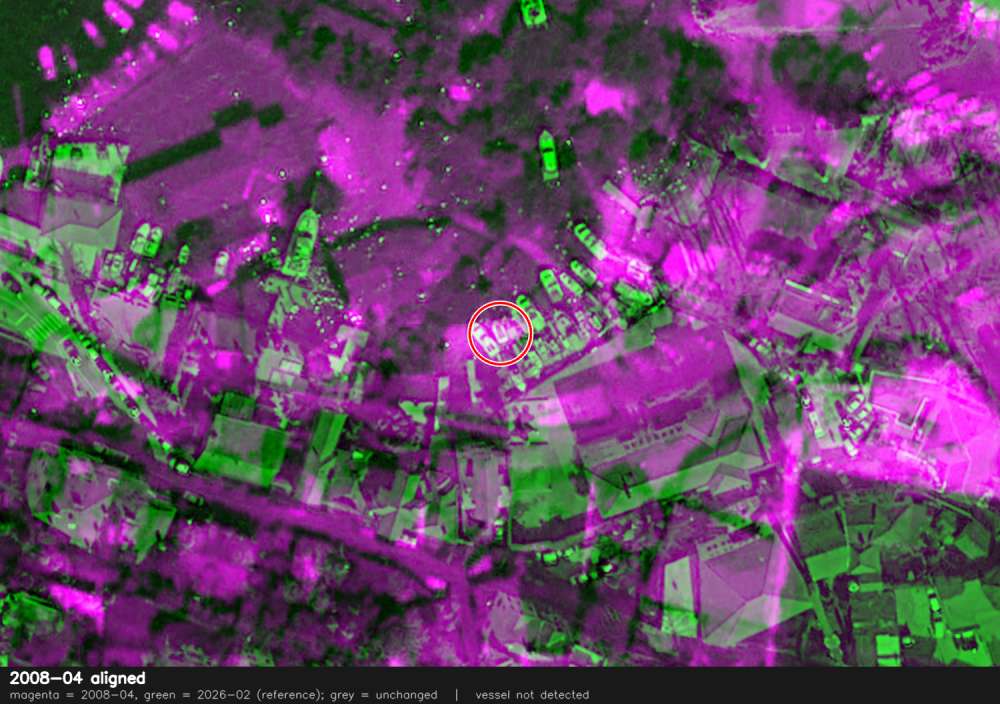 2008-04 aligned
magenta = 2008-04, green = 2026-02 (reference); grey = unchanged | vessel not detected